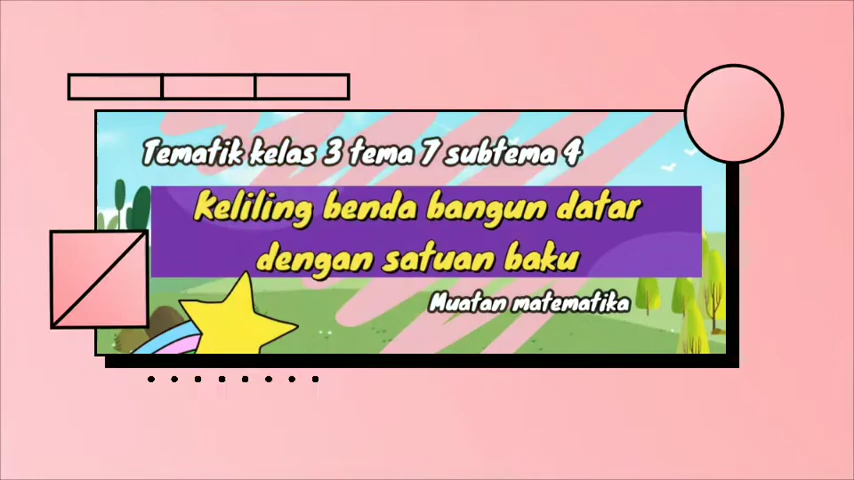 Tematik kelas 3 tema 7 subtema 4
Keliling benda bangun datar
dengan satuan baku
Muatan matematika